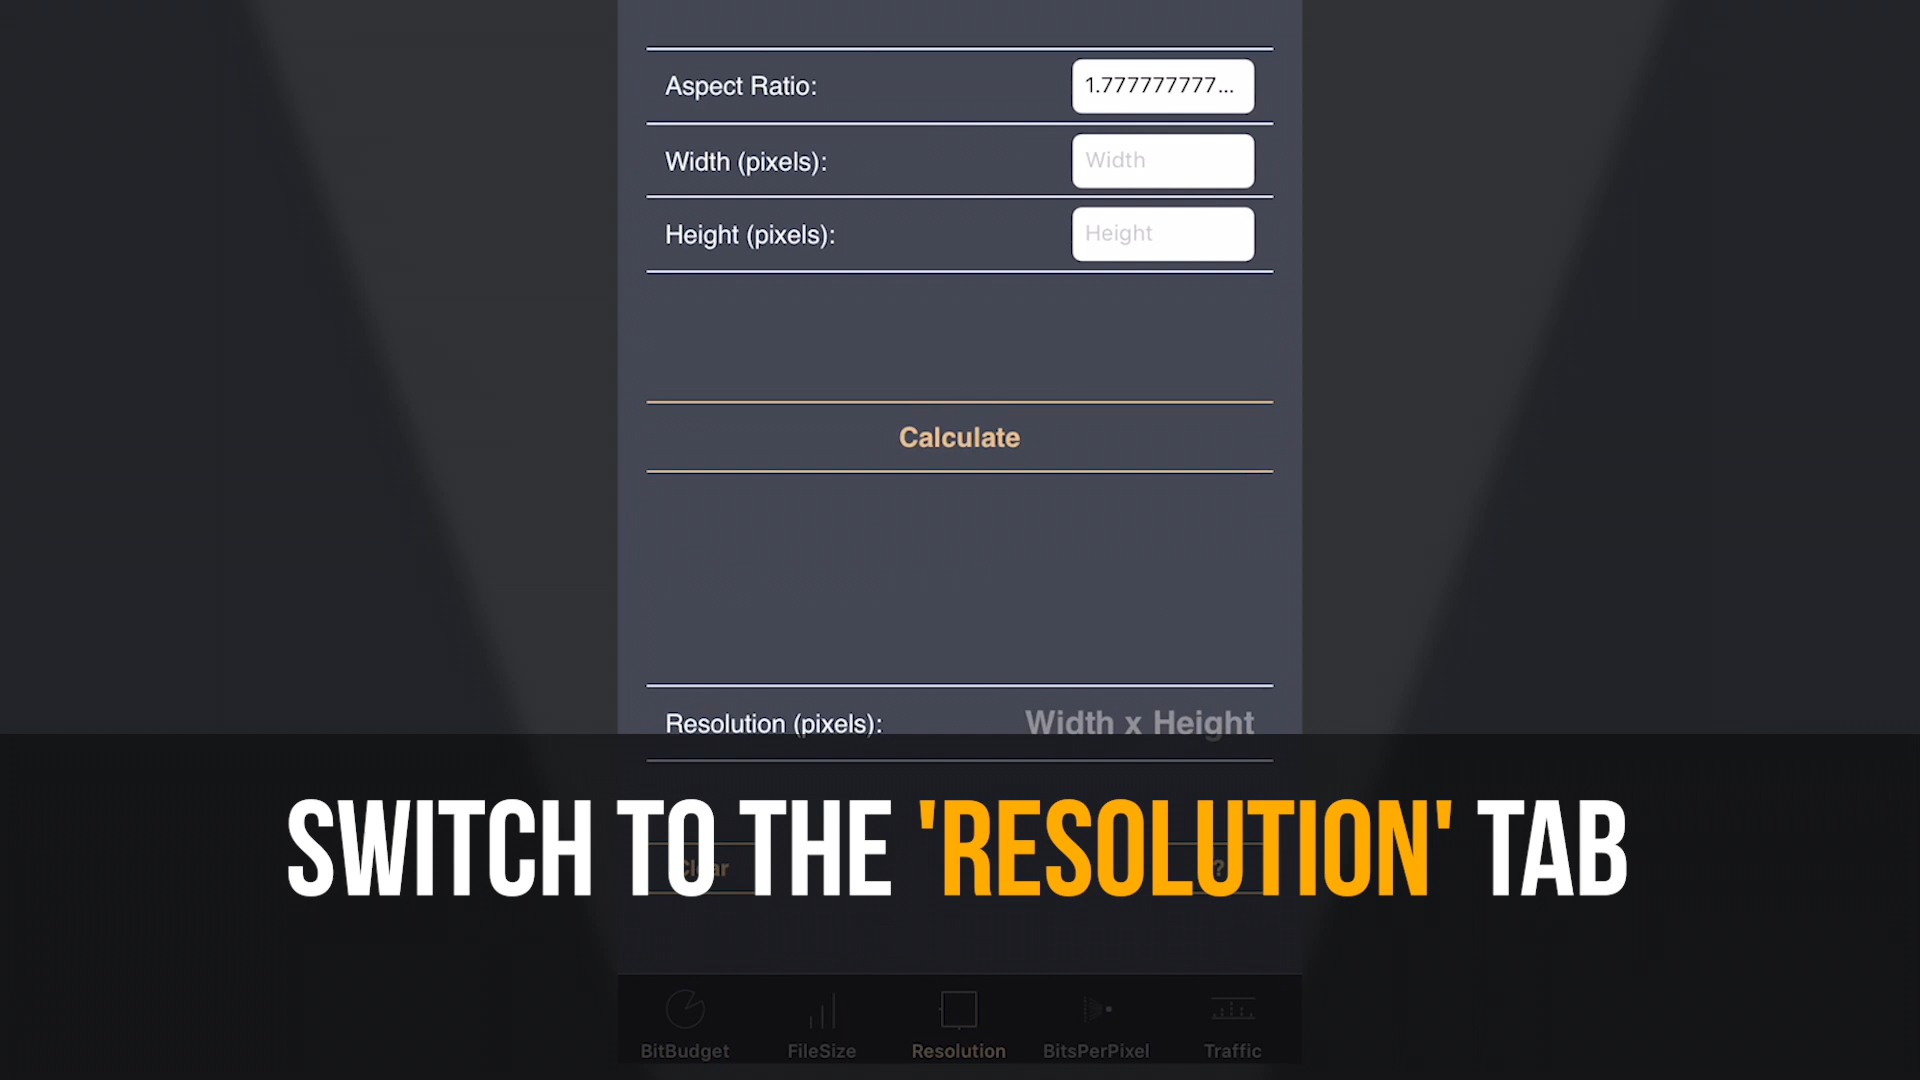 Aspect Ratio: 1.777777777...
Width (pixels): Width
Height (pixels): Height
Calculate
Resolution (pixels): Width x Height
SWITCH TO THE 'RESOLUTION' TAB
Clear ?
BitBudget FileSize Resolution BitsPerPixel Traffic